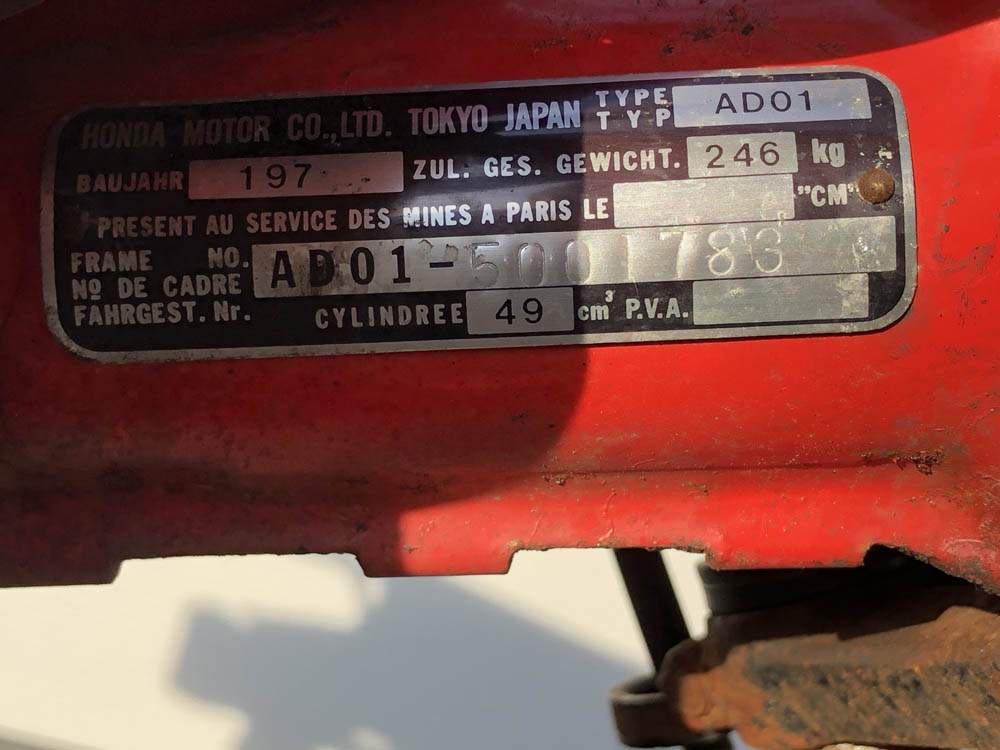 HONDA MOTOR CO.,LTD. TOKYO JAPAN TYPE TYP AD01
BAUJAHR 197 ZUL. GES. GEWICHT. 246 kg
PRESENT AU SERVICE DES MINES A PARIS LE "CM"
FRAME NO. AD01-5001783
Nº DE CADRE
FAHRGEST. Nr. CYLINDREE 49 cm³ P.V.A.